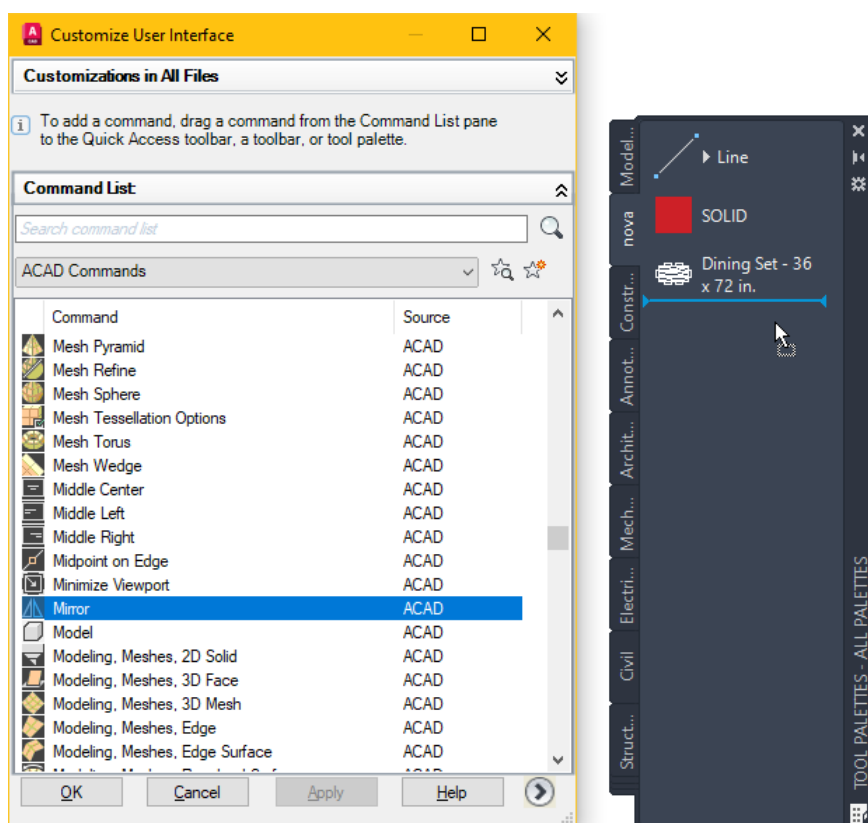 Customize User Interface
Customizations in All Files
To add a command, drag a command from the Command List pane
to the Quick Access toolbar, a toolbar, or tool palette.
Command List:
Search command list
ACAD Commands
Command Source
Mesh Pyramid ACAD
Mesh Refine ACAD
Mesh Sphere ACAD
Mesh Tessellation Options ACAD
Mesh Torus ACAD
Mesh Wedge ACAD
Middle Center ACAD
Middle Left ACAD
Middle Right ACAD
Midpoint on Edge ACAD
Minimize Viewport ACAD
Mirror ACAD
Model ACAD
Modeling, Meshes, 2D Solid ACAD
Modeling, Meshes, 3D Face ACAD
Modeling, Meshes, 3D Mesh ACAD
Modeling, Meshes, Edge ACAD
Modeling, Meshes, Edge Surface ACAD
OK Cancel Apply Help
Model...
nova
Constr...
Annot...
Archit...
Mech...
Electri...
Civil
Struct...
Line
SOLID
Dining Set - 36
x 72 in.
TOOL PALETTES - ALL PALETTES